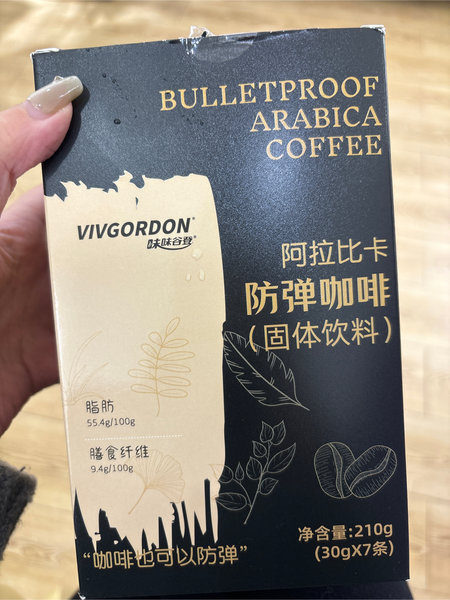 BULLETPROOF
ARABICA
COFFEE
VIVGORDON®
味味谷登®
阿拉比卡
防弹咖啡
(固体饮料)
脂肪
55.4g/100g
膳食纤维
9.4g/100g
净含量:210g
(30gX7条)
“咖啡也可以防弹”